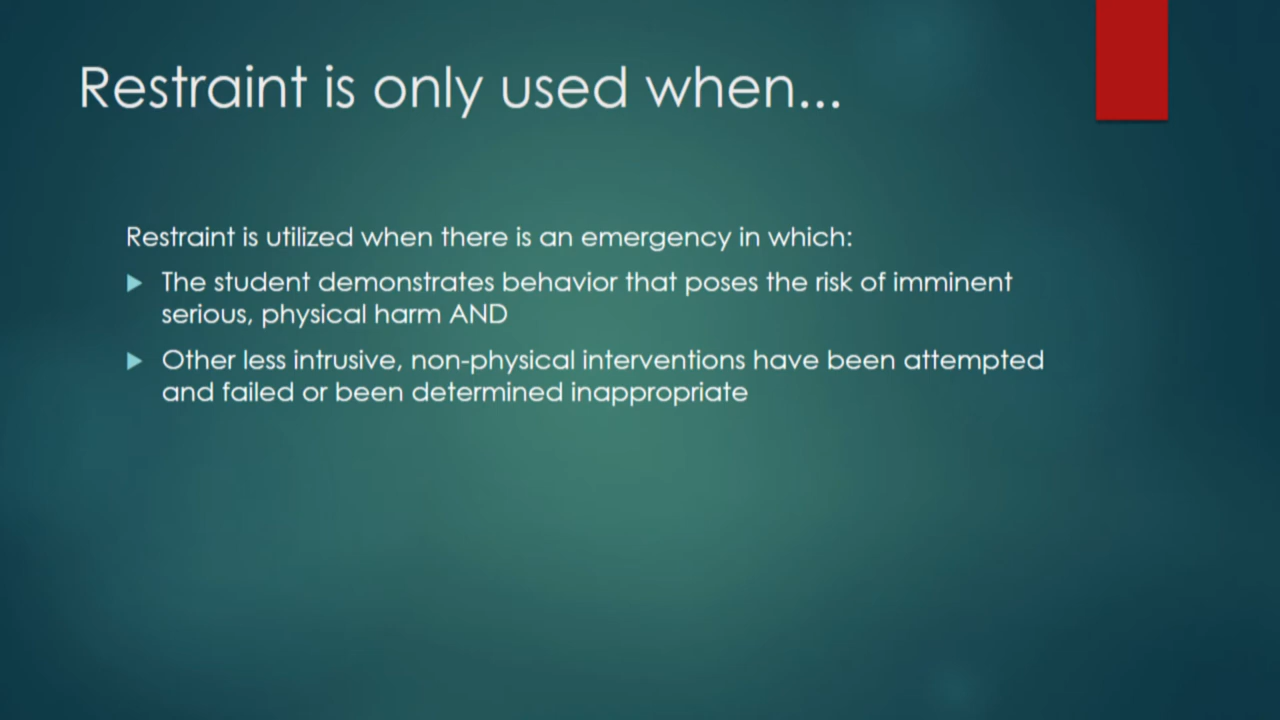 Restraint is only used when...
Restraint is utilized when there is an emergency in which:
The student demonstrates behavior that poses the risk of imminent
serious, physical harm AND
Other less intrusive, non-physical interventions have been attempted
and failed or been determined inappropriate